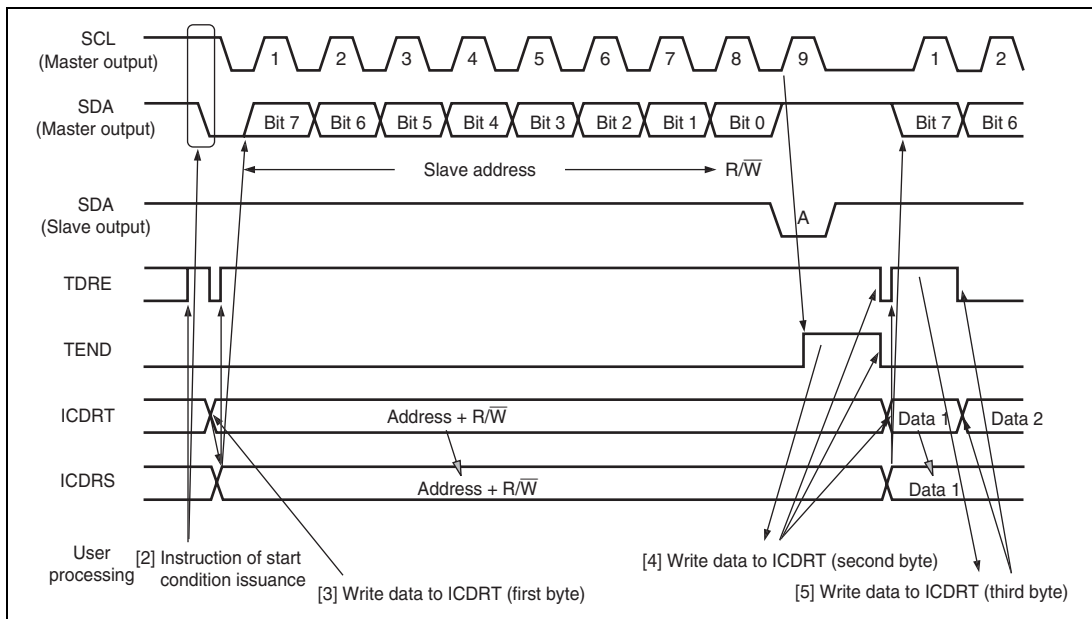 SCL
(Master output)
1 2 3 4 5 6 7 8 9 1 2
SDA
(Master output)
Bit 7 Bit 6 Bit 5 Bit 4 Bit 3 Bit 2 Bit 1 Bit 0 Bit 7 Bit 6
Slave address R/W̅
SDA
(Slave output)
A
TDRE
TEND
ICDRT
Address + R/W̅ Data 1 Data 2
ICDRS
Address + R/W̅ Data 1
User
processing
[2] Instruction of start
condition issuance
[3] Write data to ICDRT (first byte)
[4] Write data to ICDRT (second byte)
[5] Write data to ICDRT (third byte)